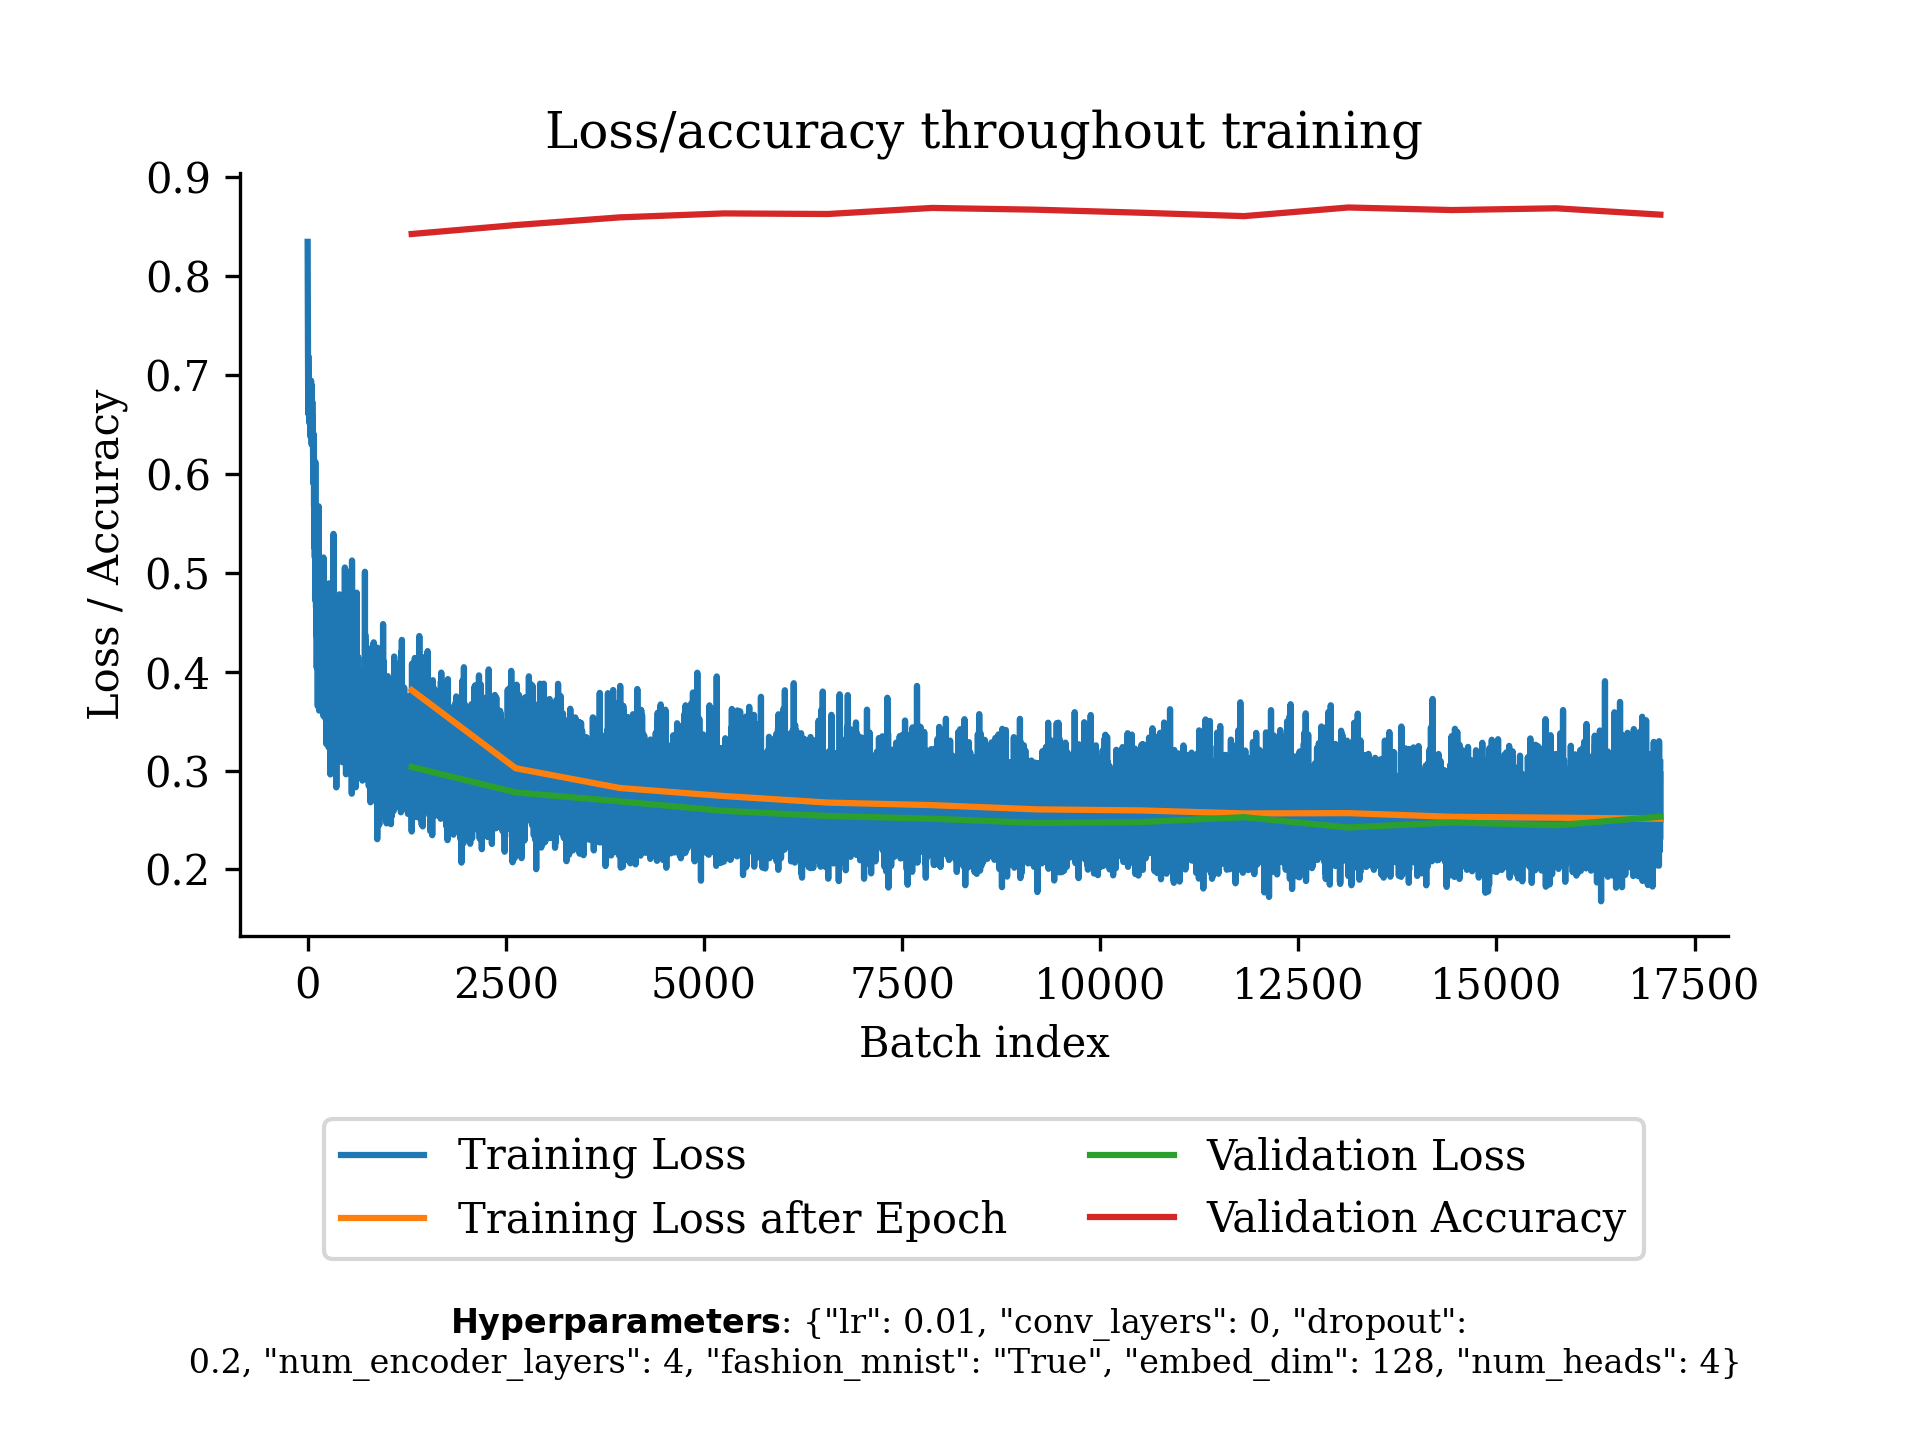 Loss/accuracy throughout training
0.9
0.8
0.7
0.6
0.5
0.4
0.3
0.2
Loss / Accuracy
0 2500 5000 7500 10000 12500 15000 17500
Batch index
Training Loss Validation Loss
Training Loss after Epoch Validation Accuracy
Hyperparameters: {"lr": 0.01, "conv_layers": 0, "dropout":
0.2, "num_encoder_layers": 4, "fashion_mnist": "True", "embed_dim": 128, "num_heads": 4}